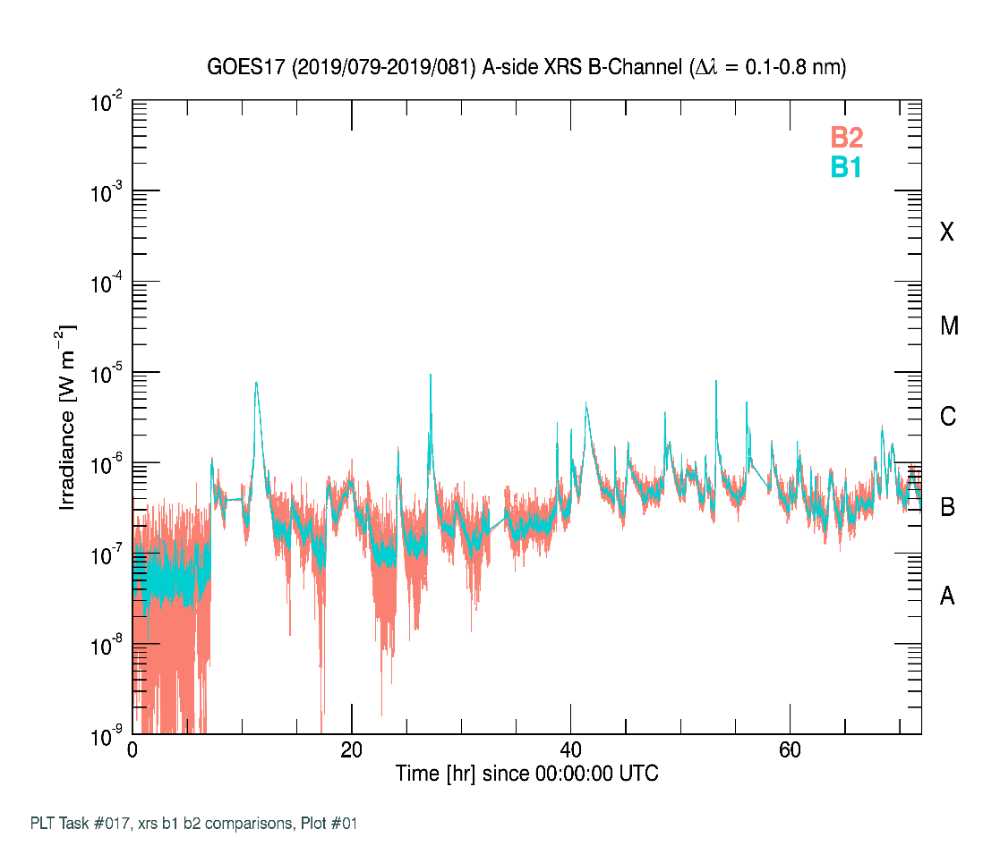 GOES17 (2019/079-2019/081) A-side XRS B-Channel (Δλ = 0.1-0.8 nm)
B2
B1
10⁻²
10⁻³
10⁻⁴
10⁻⁵
10⁻⁶
10⁻⁷
10⁻⁸
10⁻⁹
Irradiance [W m⁻²]
X
M
C
B
A
0 20 40 60
Time [hr] since 00:00:00 UTC
PLT Task #017, xrs b1 b2 comparisons, Plot #01